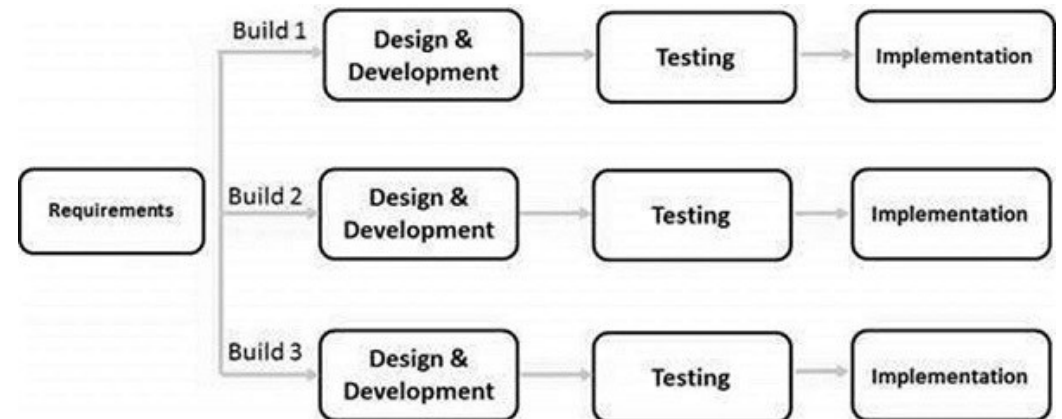 Build 1
Design &
Development
Testing
Implementation
Requirements
Build 2
Design &
Development
Testing
Implementation
Build 3
Design &
Development
Testing
Implementation